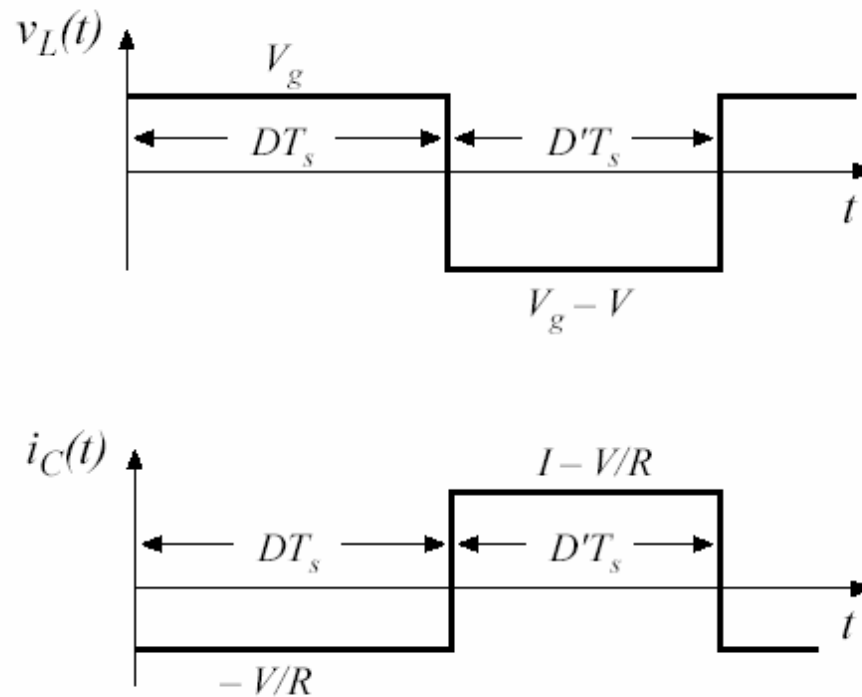 v_L(t)
V_g
DT_s
D'T_s
t
V_g – V
i_C(t)
I – V/R
DT_s
D'T_s
t
– V/R